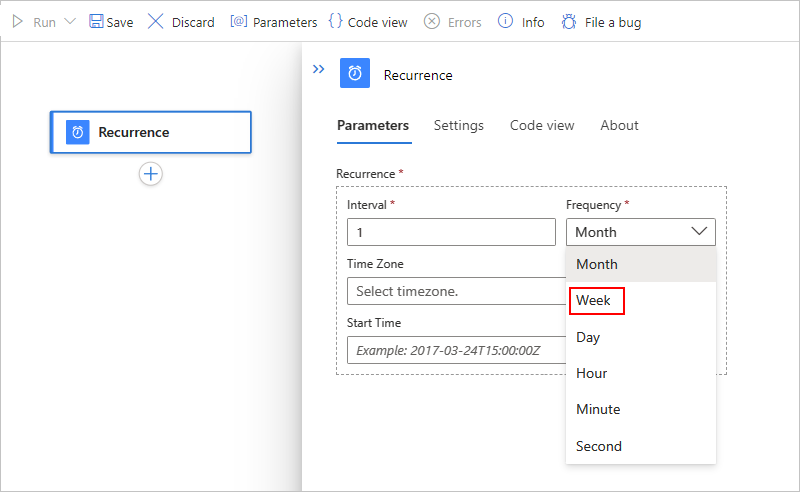 Run Save Discard [@] Parameters {} Code view Errors Info File a bug
Recurrence
Recurrence
Parameters Settings Code view About
Recurrence *
Interval * Frequency *
1 Month
Time Zone
Select timezone.
Start Time
Example: 2017-03-24T15:00:00Z
Month
Week
Day
Hour
Minute
Second